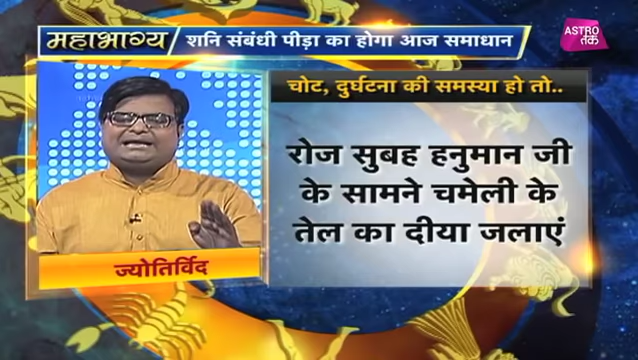 महाभाग्य
शनि संबंधी पीड़ा का होगा आज समाधान
ASTRO
तक
चोट, दुर्घटना की समस्या हो तो..
रोज सुबह हनुमान जी
के सामने चमेली के
तेल का दीया जलाएं
ज्योतिर्विद